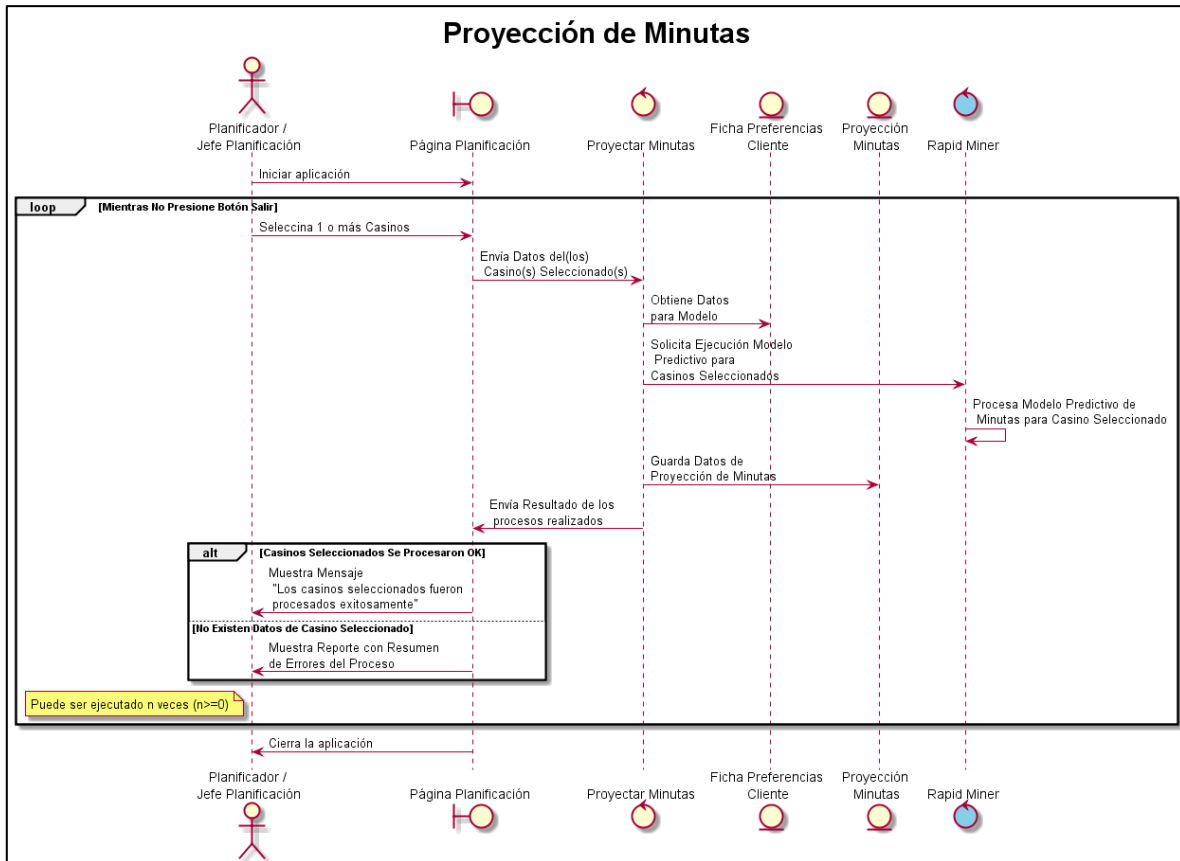 Proyección de Minutas
Planificador /
Jefe Planificación
Página Planificación
Proyectar Minutas
Ficha Preferencias
Cliente
Proyección
Minutas
Rapid Miner
Iniciar aplicación
loop
[Mientras No Presione Botón Salir]
Seleccina 1 o más Casinos
Envía Datos del(los)
Casino(s) Seleccionado(s)
Obtiene Datos
para Modelo
Solicita Ejecución Modelo
Predictivo para
Casinos Seleccionados
Procesa Modelo Predictivo de
Minutas para Casino Seleccionado
Guarda Datos de
Proyección de Minutas
Envía Resultado de los
procesos realizados
alt
[Casinos Seleccionados Se Procesaron OK]
Muestra Mensaje
"Los casinos seleccionados fueron
procesados exitosamente"
[No Existen Datos de Casino Seleccionado]
Muestra Reporte con Resumen
de Errores del Proceso
Puede ser ejecutado n veces (n>=0)
Cierra la aplicación
Planificador /
Jefe Planificación
Página Planificación
Proyectar Minutas
Ficha Preferencias
Cliente
Proyección
Minutas
Rapid Miner